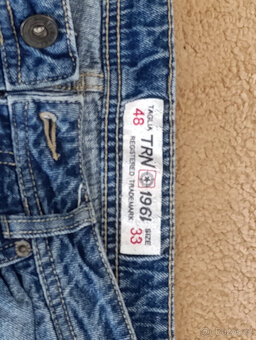 TAGLIA 48
TRN 1961
REGISTERED TRADEMARK
SIZE 33